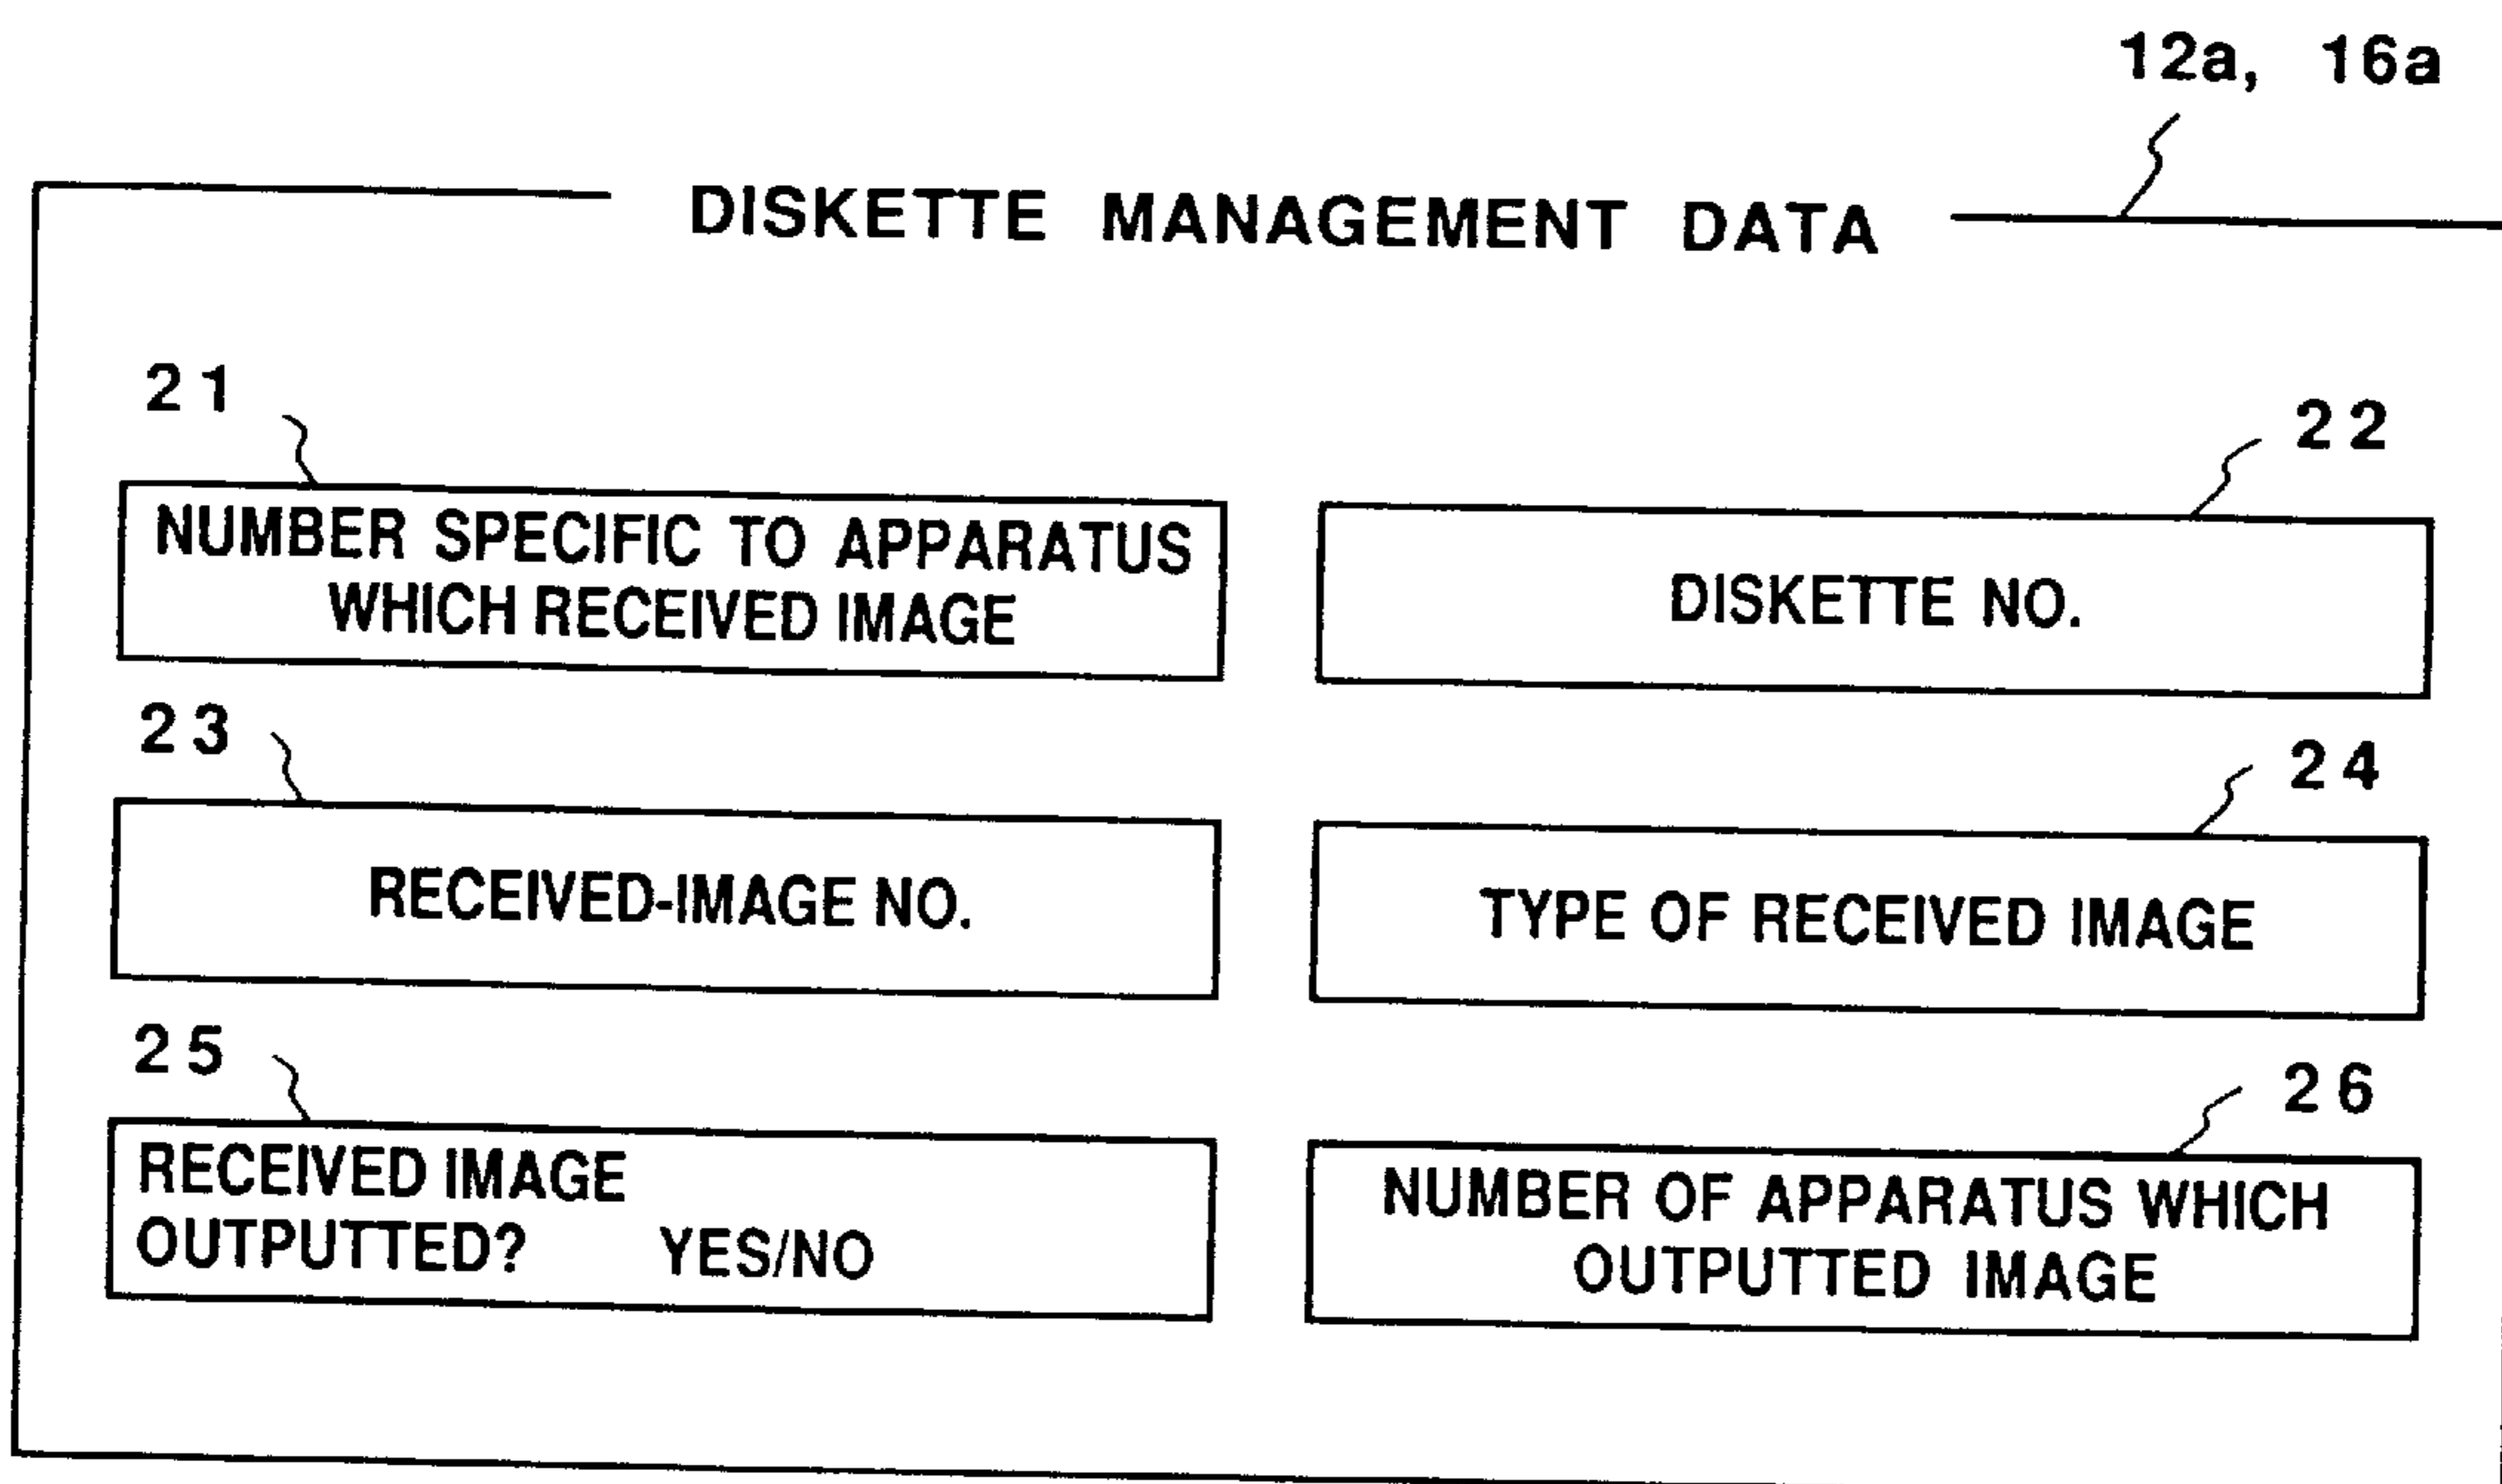 12a, 16a
DISKETTE MANAGEMENT DATA
21
22
NUMBER SPECIFIC TO APPARATUS
WHICH RECEIVED IMAGE
DISKETTE NO.
23
24
RECEIVED-IMAGE NO.
TYPE OF RECEIVED IMAGE
25
26
RECEIVED IMAGE
OUTPUTTED? YES/NO
NUMBER OF APPARATUS WHICH
OUTPUTTED IMAGE